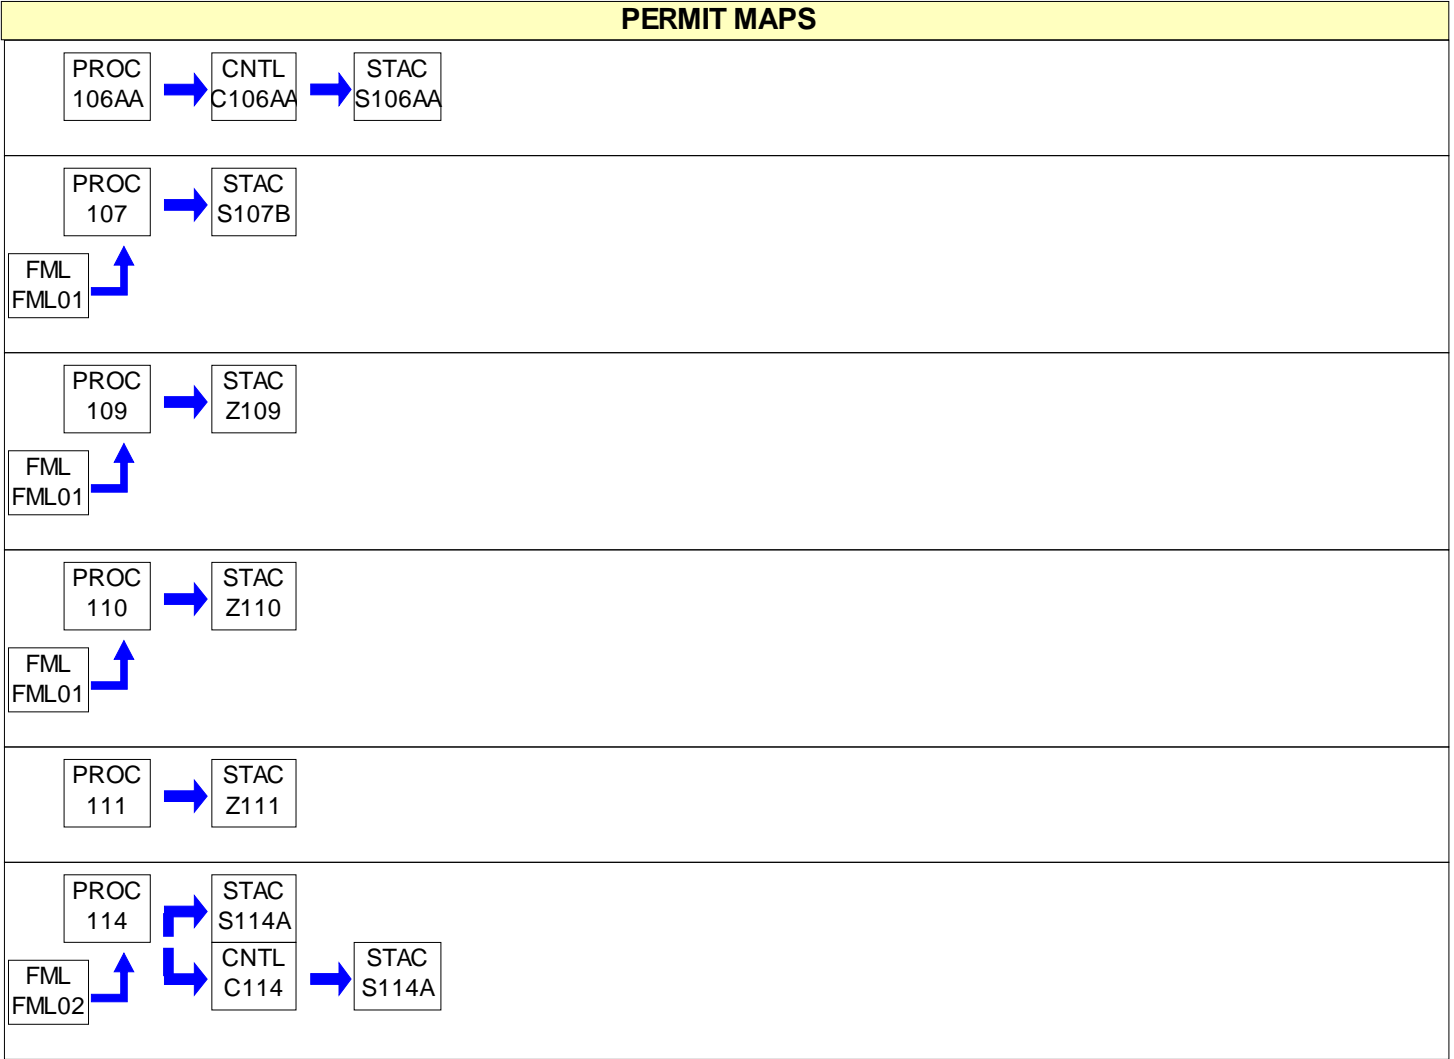 PERMIT MAPS
PROC
106AA
CNTL
C106AA
STAC
S106AA
PROC
107
STAC
S107B
FML
FML01
PROC
109
STAC
Z109
FML
FML01
PROC
110
STAC
Z110
FML
FML01
PROC
111
STAC
Z111
PROC
114
STAC
S114A
CNTL
C114
STAC
S114A
FML
FML02